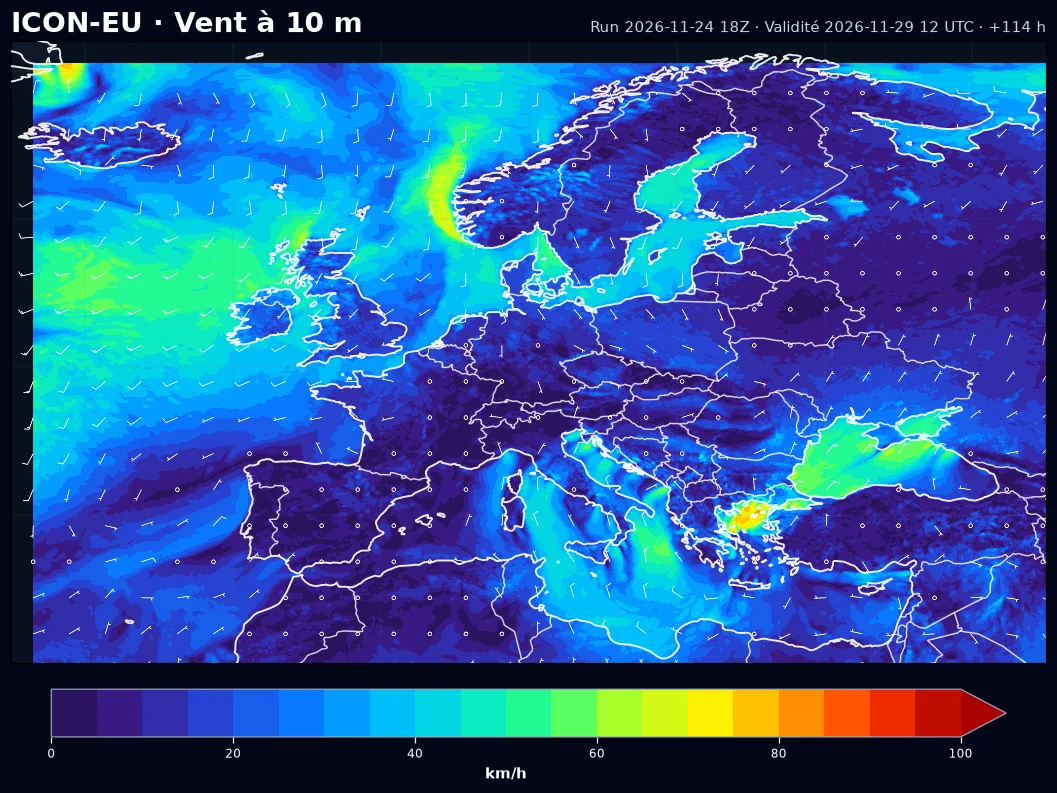 ICON-EU · Vent à 10 m
Run 2026-11-24 18Z · Validité 2026-11-29 12 UTC · +114 h
0 20 40 60 80 100
km/h